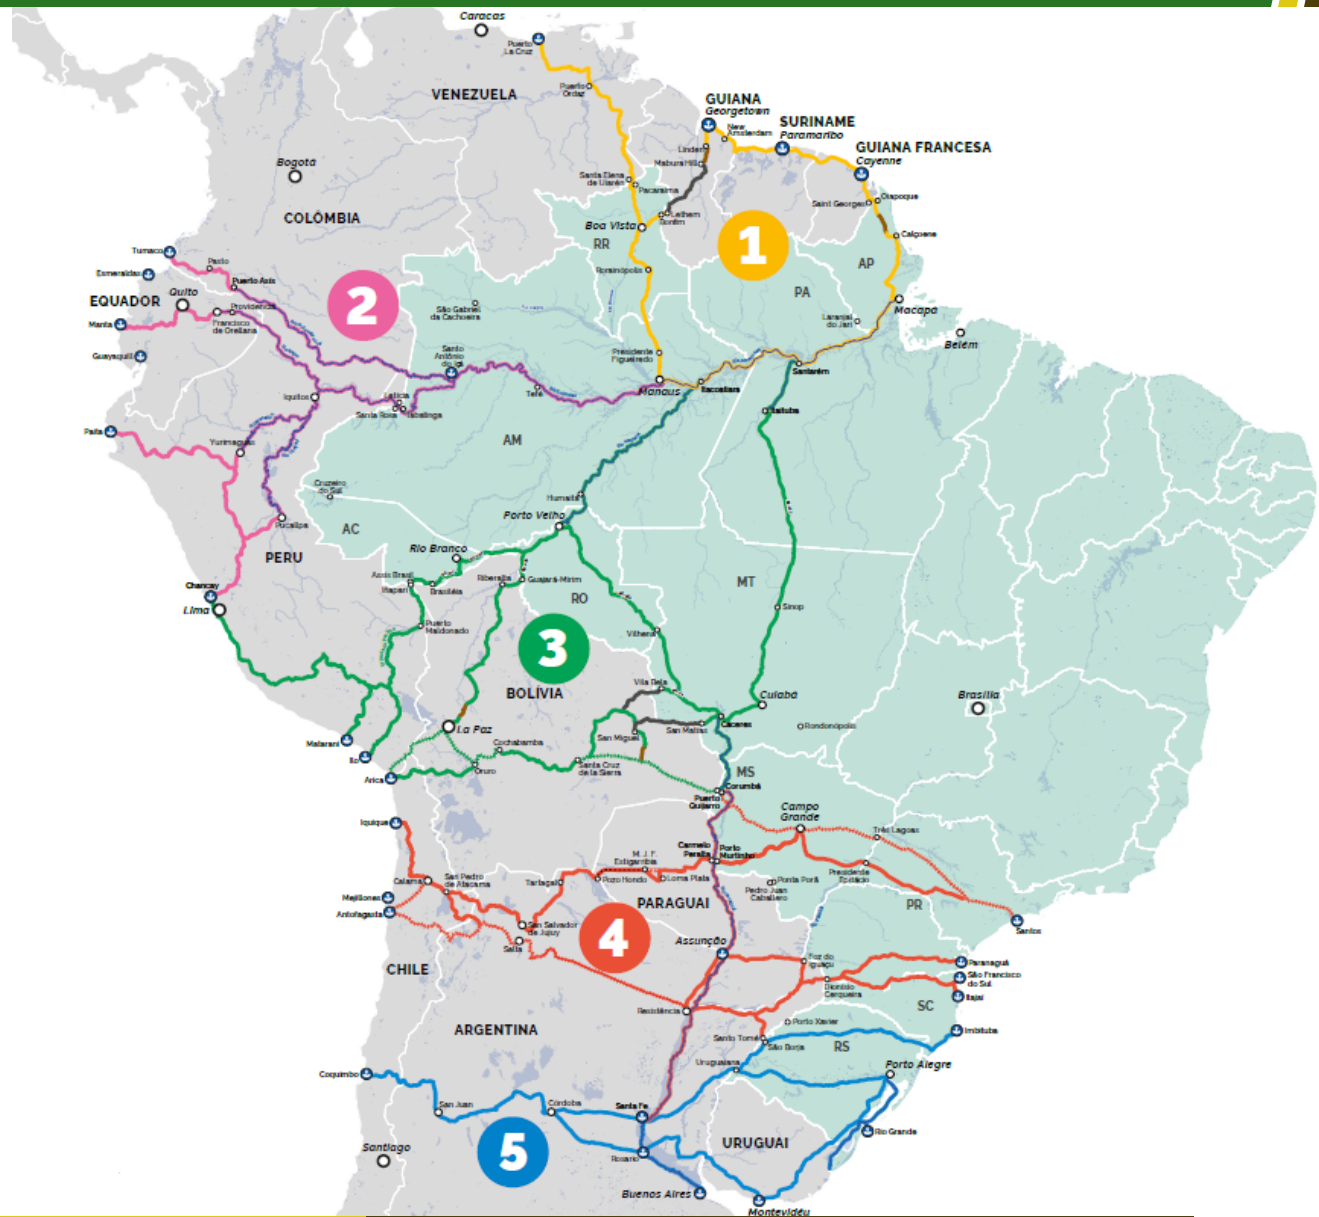 Caracas
Puerto
La Cruz
VENEZUELA
Puerto
Ordaz
GUIANA
Georgetown
New
Amsterdam
SURINAME
Paramaribo
GUIANA FRANCESA
Cayenne
Linden
Mabura Hill
Bogotá
Santa Elena
de Uiarén
Pacaraima
Saint Georges
Oiapoque
COLÔMBIA
Lethem
Bonfim
Boa Vista
RR
1
Calçoene
Tumaco
Pasto
Esmeraldas
Puerto Asis
AP
Rorainópolis
EQUADOR
Quito
Providencia
2
PA
São Gabriel
da Cachoeira
Macapá
Manta
Francisco
de Orellana
Laranjal
do Jari
Belém
Guayaquil
Santo
Antônio
do Içá
Presidente
Figueiredo
Santarém
Iquitos
Leticia
Santa Rosa
Tabatinga
Tefé
Manaus
Itacoatiara
Itaituba
Paita
Yurimaguas
AM
Cruzeiro
do Sul
Humaitá
Pucallpa
AC
Porto Velho
PERU
Rio Branco
Chancay
Lima
Assis Brasil
Iñapari
Brasiléia
Riberalta
Guajará-Mirim
MT
RO
Sinop
Puerto
Maldonado
Vilhena
3
BOLÍVIA
Vila Bela
Cuiabá
Brasília
Matarani
La Paz
San Miguel
San Matias
Cáceres
Rondonópolis
Ilo
Cochabamba
Arica
Oruro
Santa Cruz
de la Sierra
MS
Corumbá
Puerto
Quijarro
Iquique
Campo
Grande
Três Lagoas
Carmelo
Peralta
Porto
Murtinho
M. J. F.
Estigarribia
Calama
San Pedro
de Atacama
Tartagal
Pozo Hondo
Loma Plata
Presidente
Epitácio
Mejillones
Pedro Juan
Caballero
Ponta Porã
Antofagasta
PARAGUAI
PR
San Salvador
de Jujuy
4
Santos
Salta
Assunção
Foz do
Iguaçu
Paranaguá
CHILE
São Francisco
do Sul
Dionísio
Cerqueira
Itajaí
Resistência
SC
ARGENTINA
Porto Xavier
Imbituba
Santo Tomé
São Borja
RS
Uruguaiana
Porto Alegre
Coquimbo
San Juan
Córdoba
Santa Fe
Rio Grande
Santiago
5
Rosario
URUGUAI
Buenos Aires
Montevidéu